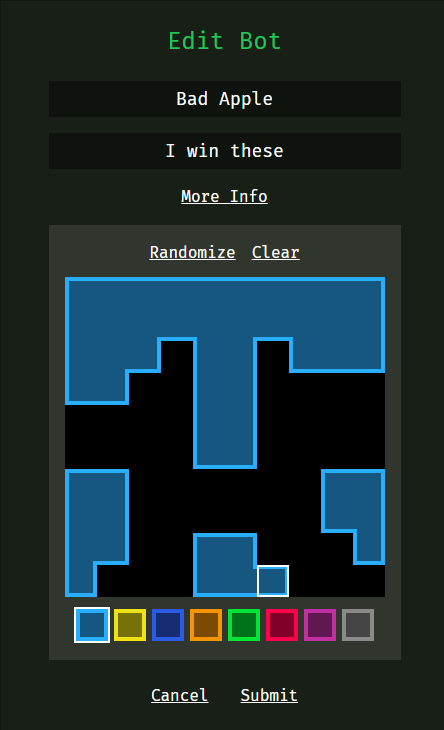 Edit Bot
Bad Apple
I win these
More Info
Randomize Clear
Cancel Submit